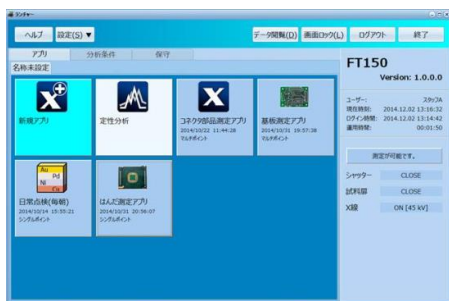 ランチャー
ヘルプ 設定(S) ▼ データ閲覧(D) 画面ロック(L) ログアウト 終了
アプリ 分析条件 保守
名称未設定
新規アプリ
定性分析
コネクタ部品測定アプリ
2014/10/22 11:44:28
マルチポイント
基板測定アプリ
2014/10/31 19:57:38
マルチポイント
Au
Pd
Ni
Cu
日常点検(毎朝)
2014/10/14 15:55:21
シングルポイント
はんだ測定アプリ
2014/10/31 20:36:07
シングルポイント
FT150
Version: 1.0.0.0
ユーザー: スタッフA
現在時刻: 2014.12.02 13:16:32
ログイン時間: 2014.12.02 13:14:42
運用時間: 00:01:50
測定が可能です。
シャッター CLOSE
試料扉 CLOSE
X線 ON [45 kV]